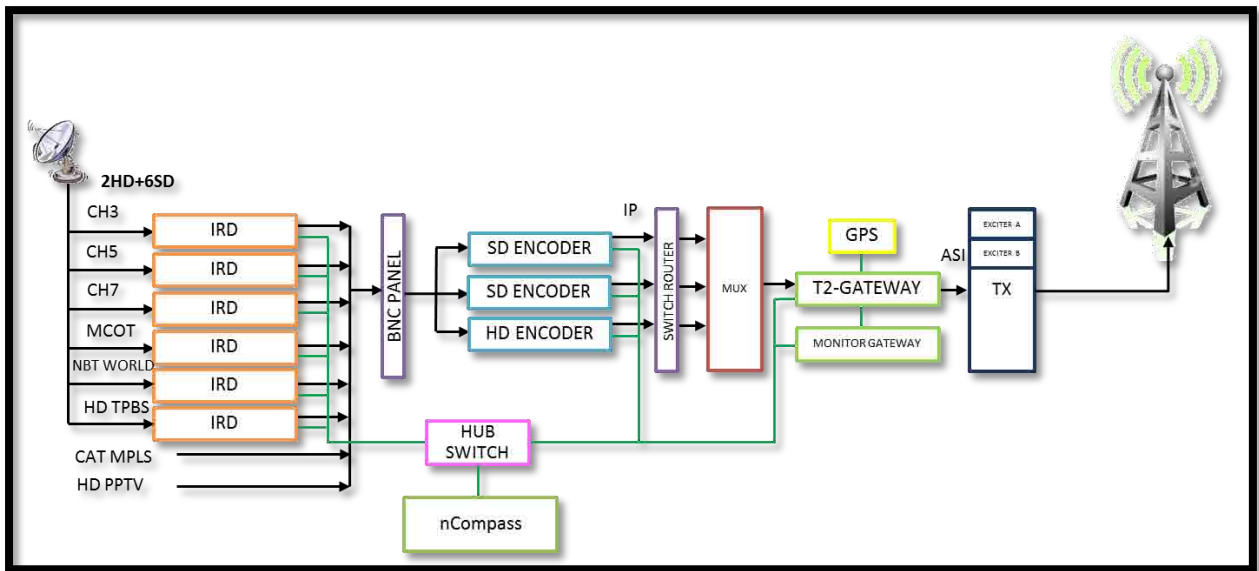 2HD+6SD
CH3
IRD
CH5
IRD
CH7
IRD
MCOT
IRD
NBT WORLD
IRD
HD TPBS
IRD
CAT MPLS
HD PPTV
BNC PANEL
SD ENCODER
SD ENCODER
HD ENCODER
IP
SWITCH ROUTER
MUX
GPS
T2-GATEWAY
MONITOR GATEWAY
ASI
EXCITER A
EXCITER B
TX
HUB
SWITCH
nCompass